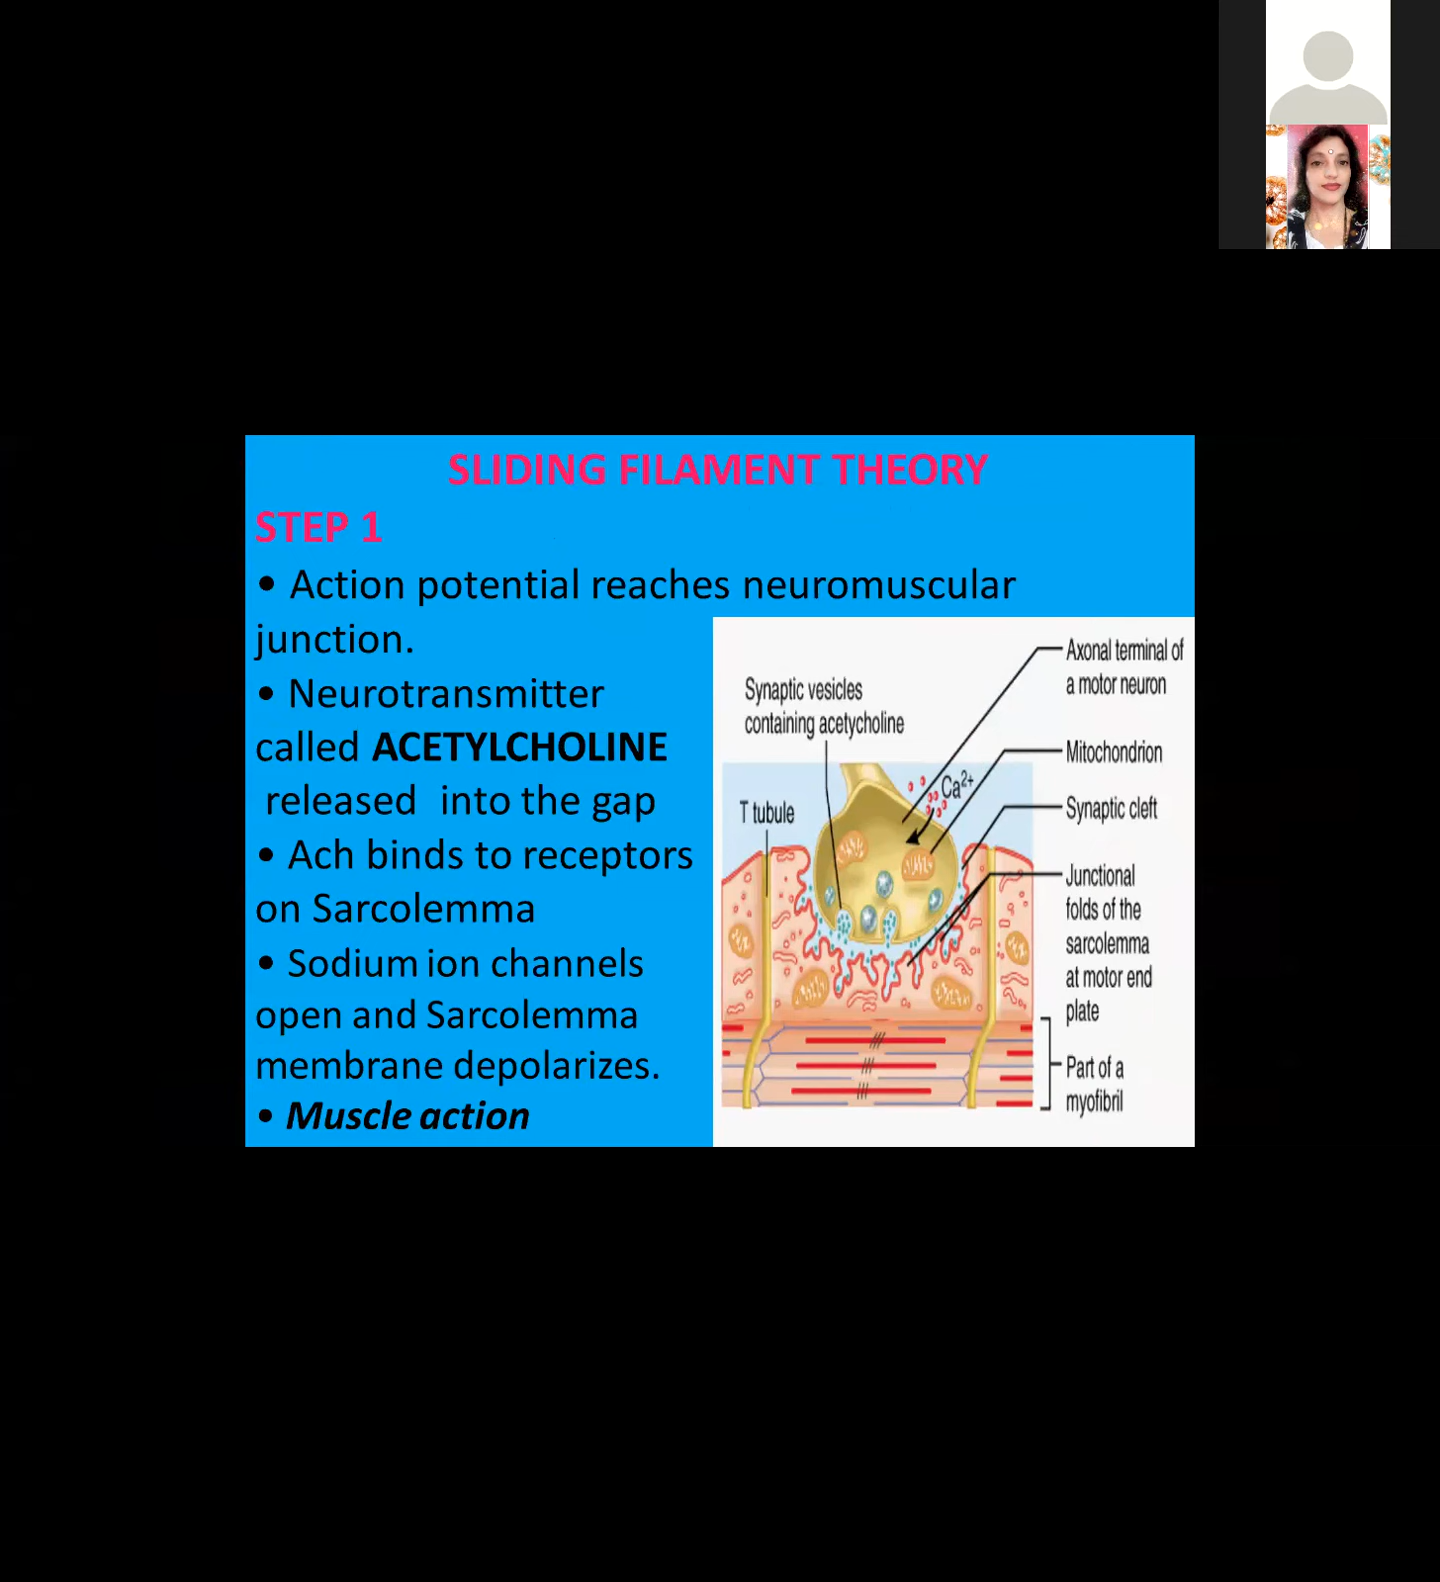 SLIDING FILAMENT THEORY
STEP 1
• Action potential reaches neuromuscular
junction.
• Neurotransmitter
called ACETYLCHOLINE
released into the gap
• Ach binds to receptors
on Sarcolemma
• Sodium ion channels
open and Sarcolemma
membrane depolarizes.
• Muscle action
Synaptic vesicles
containing acetycholine
T tubule
Ca2+
Axonal terminal of
a motor neuron
Mitochondrion
Synaptic cleft
Junctional
folds of the
sarcolemma
at motor end
plate
Part of a
myofibril